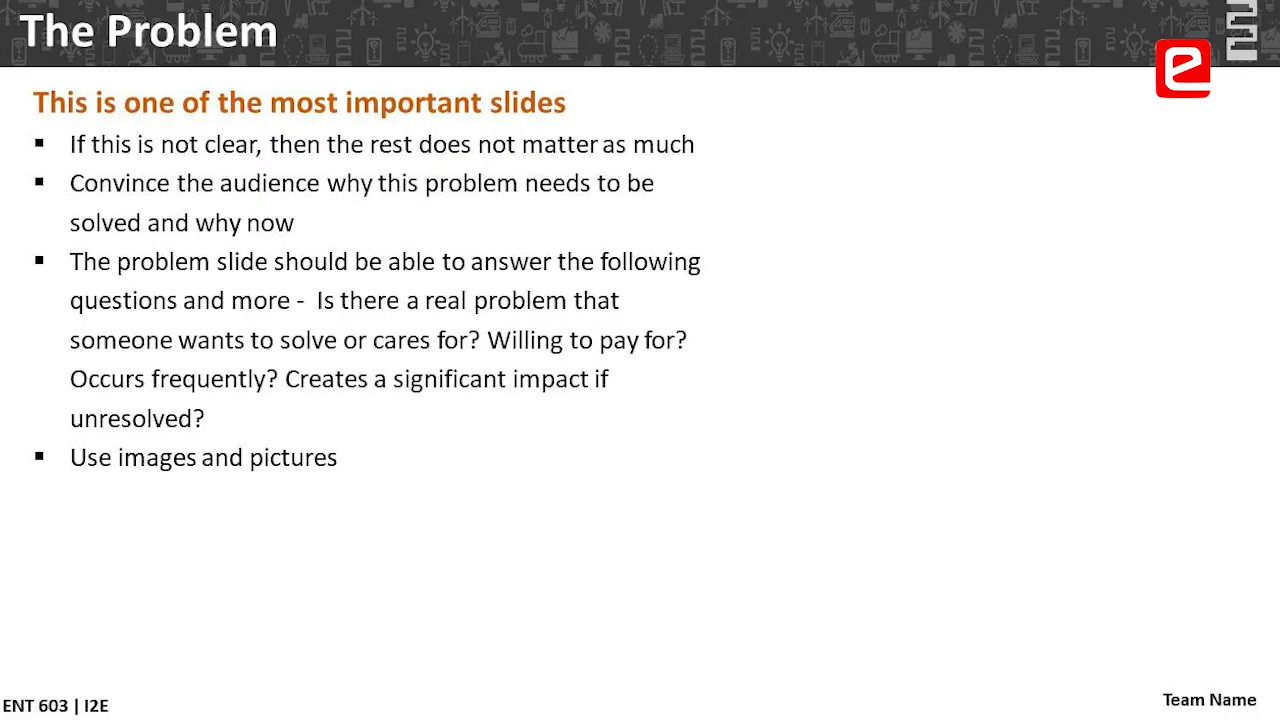 The Problem
This is one of the most important slides
▪ If this is not clear, then the rest does not matter as much
▪ Convince the audience why this problem needs to be
solved and why now
▪ The problem slide should be able to answer the following
questions and more - Is there a real problem that
someone wants to solve or cares for? Willing to pay for?
Occurs frequently? Creates a significant impact if
unresolved?
▪ Use images and pictures
ENT 603 | I2E
Team Name